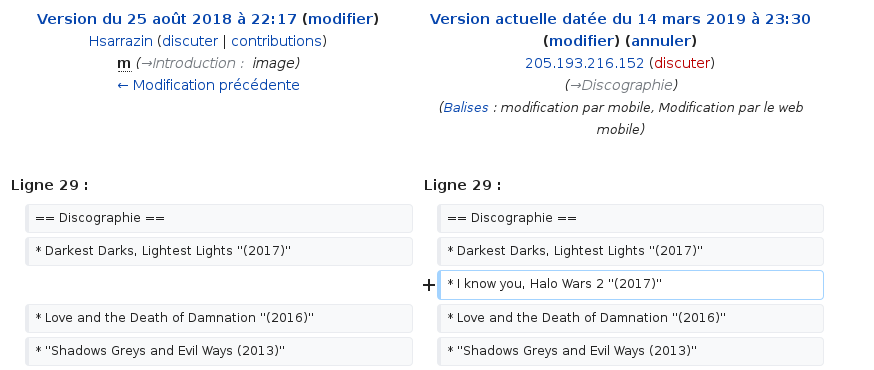 Version du 25 août 2018 à 22:17 (modifier)
Hsarrazin (discuter | contributions)
m (→Introduction : image)
← Modification précédente
Version actuelle datée du 14 mars 2019 à 23:30
(modifier) (annuler)
205.193.216.152 (discuter)
(→Discographie)
(Balises : modification par mobile, Modification par le web
mobile)
Ligne 29 :
Ligne 29 :
== Discographie ==
== Discographie ==
* Darkest Darks, Lightest Lights "(2017)"
* Darkest Darks, Lightest Lights "(2017)"
+ * I know you, Halo Wars 2 "(2017)"
* Love and the Death of Damnation "(2016)"
* Love and the Death of Damnation "(2016)"
* "Shadows Greys and Evil Ways (2013)"
* "Shadows Greys and Evil Ways (2013)"